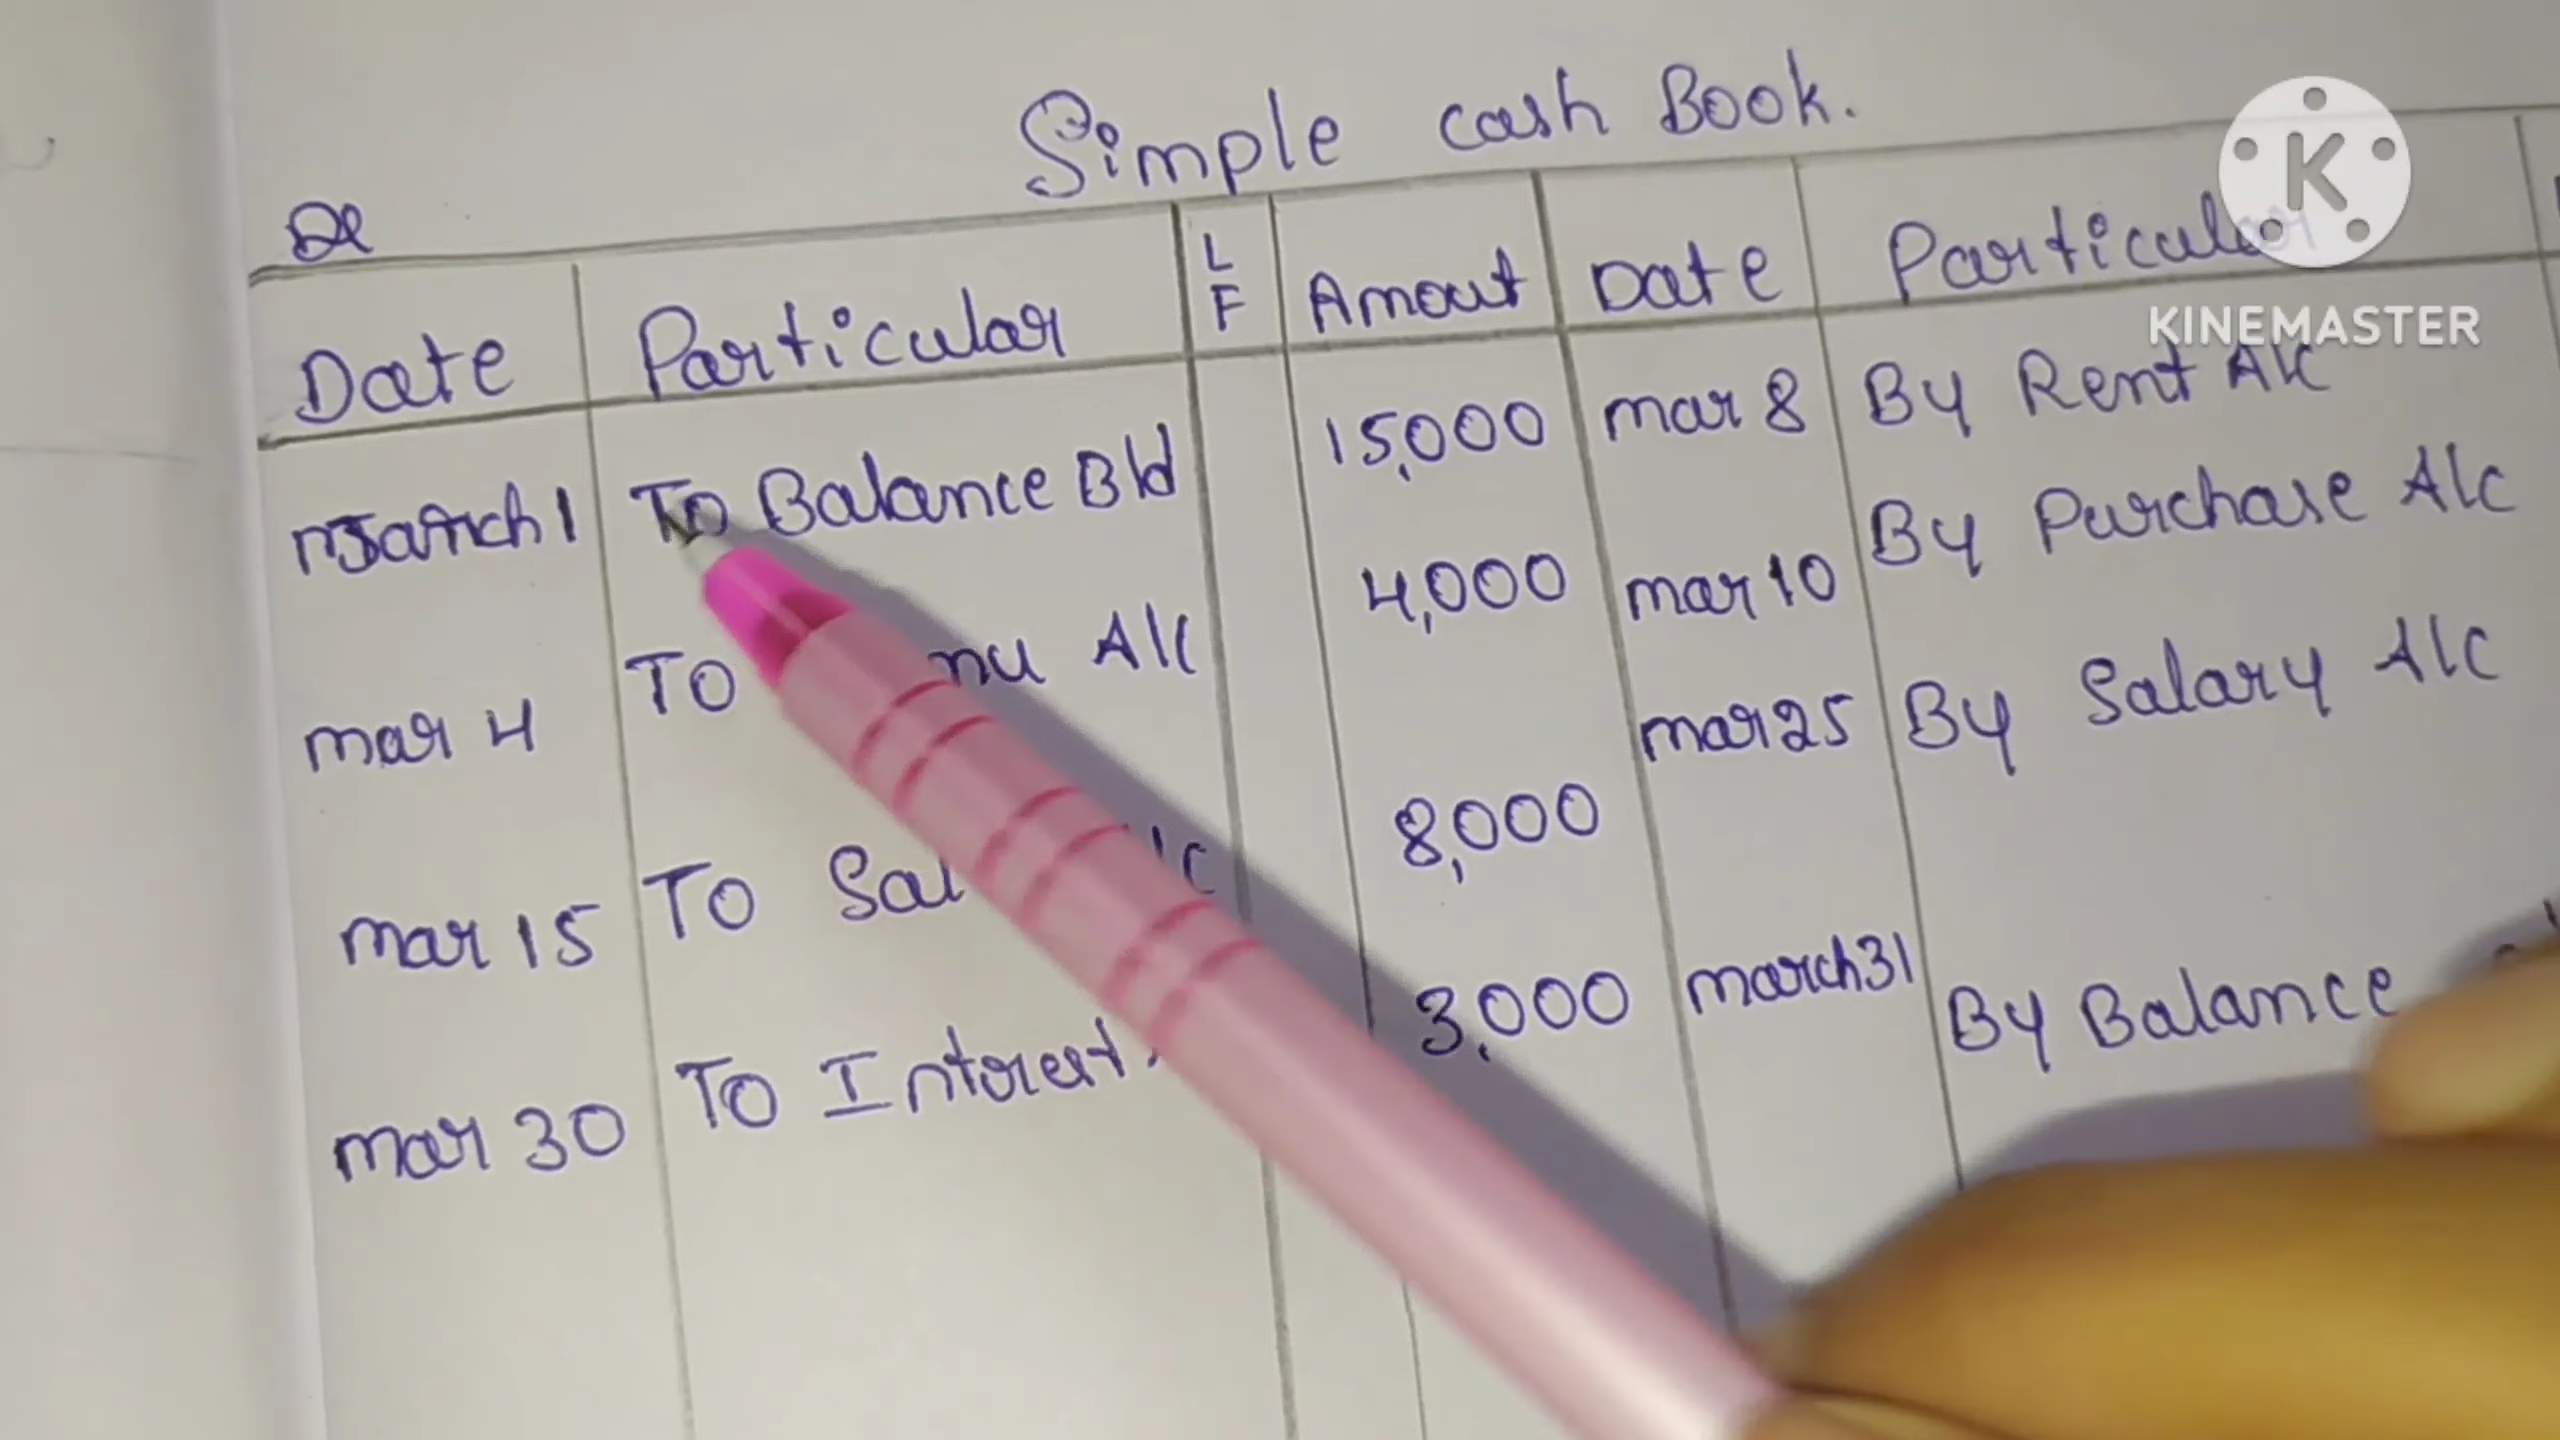 Simple cash Book.
Dr
Date Particular L F Amout Date Particular
March 1 To Balance B/d 15,000 mar 8 By Rent A/c
mar 4 To A/c 4,000 mar 10 By Purchase A/c
mar 15 To 8,000 mar 25 By Salary A/c
mar 30 To Interest 3,000 march 31 By Balance
KINEMASTER